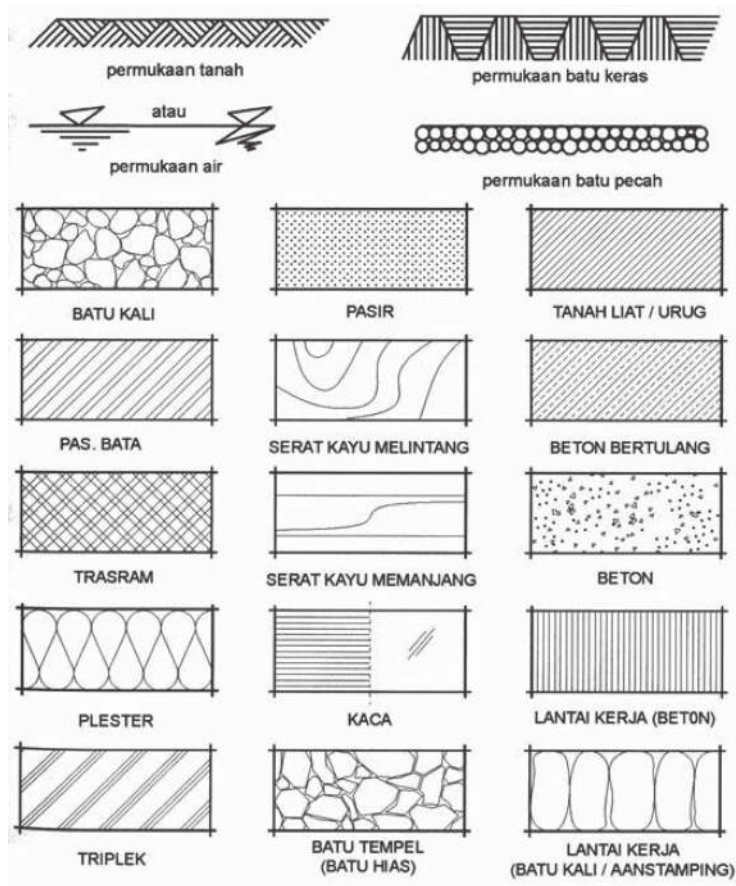 permukaan tanah
permukaan batu keras
atau
permukaan air
permukaan batu pecah
BATU KALI
PASIR
TANAH LIAT / URUG
PAS. BATA
SERAT KAYU MELINTANG
BETON BERTULANG
TRASRAM
SERAT KAYU MEMANJANG
BETON
PLESTER
KACA
LANTAI KERJA (BET0N)
TRIPLEK
BATU TEMPEL
(BATU HIAS)
LANTAI KERJA
(BATU KALI / AANSTAMPING)